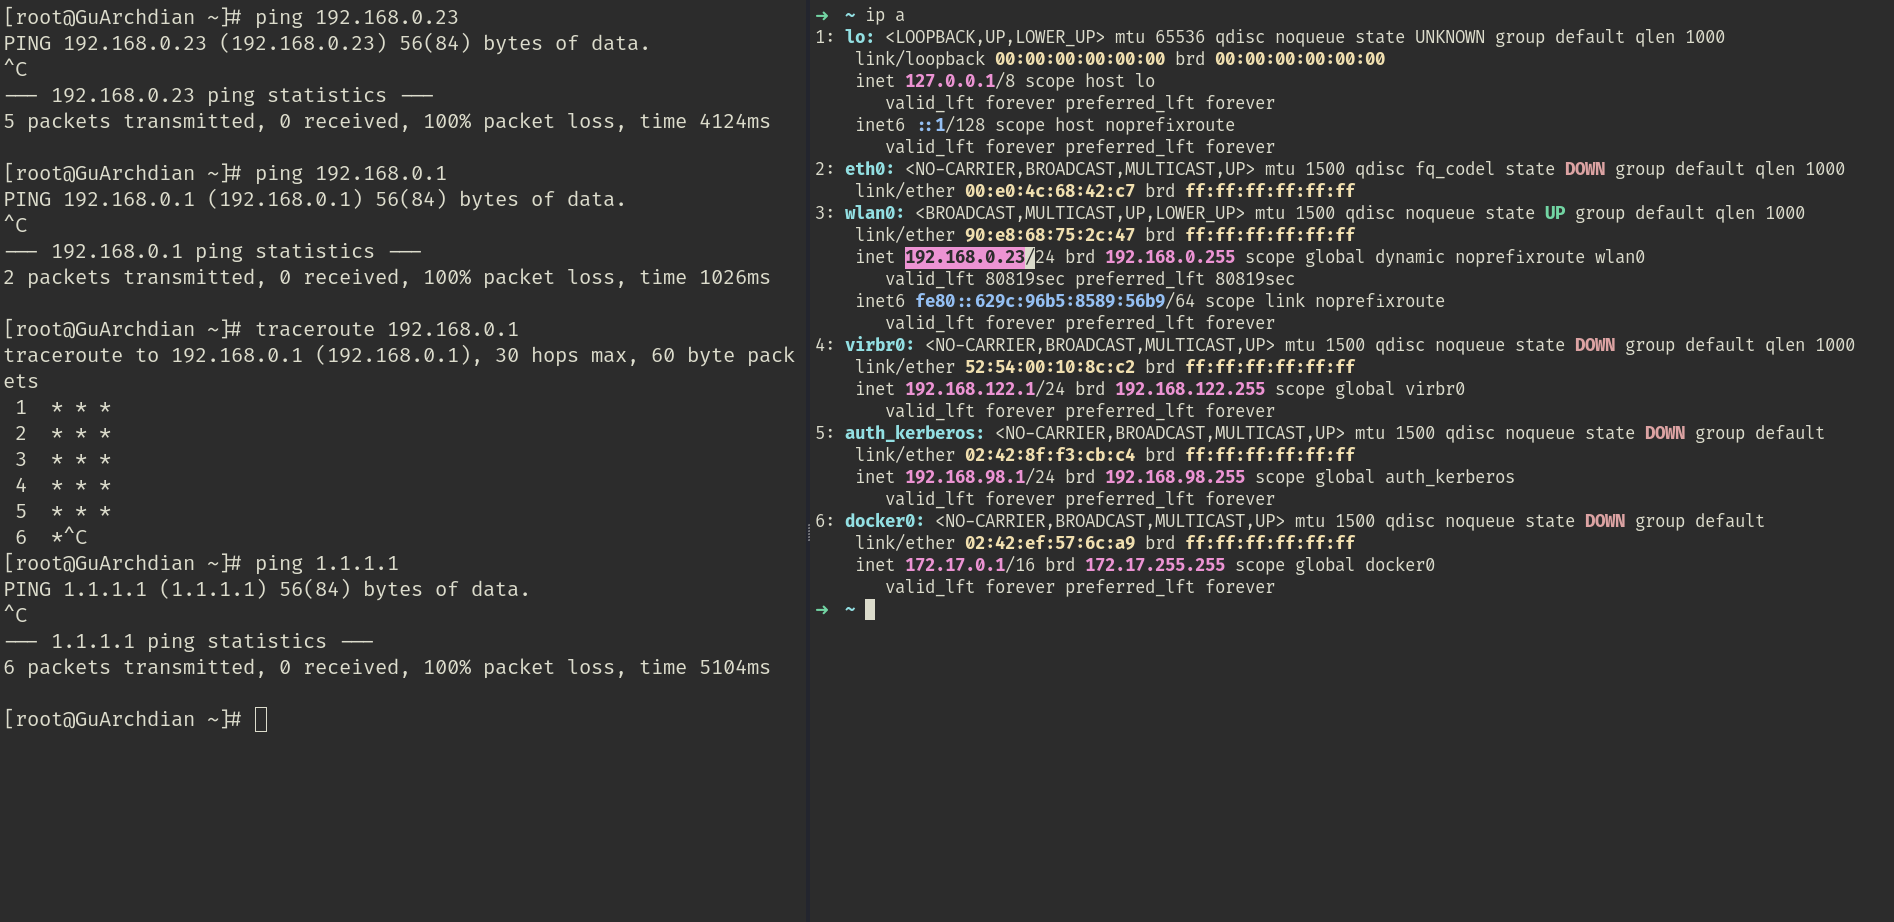 [root@GuArchdian ~]# ping 192.168.0.23
PING 192.168.0.23 (192.168.0.23) 56(84) bytes of data.
^C
--- 192.168.0.23 ping statistics ---
5 packets transmitted, 0 received, 100% packet loss, time 4124ms

[root@GuArchdian ~]# ping 192.168.0.1
PING 192.168.0.1 (192.168.0.1) 56(84) bytes of data.
^C
--- 192.168.0.1 ping statistics ---
2 packets transmitted, 0 received, 100% packet loss, time 1026ms

[root@GuArchdian ~]# traceroute 192.168.0.1
traceroute to 192.168.0.1 (192.168.0.1), 30 hops max, 60 byte pack
ets
 1  * * *
 2  * * *
 3  * * *
 4  * * *
 5  * * *
 6  *^C
[root@GuArchdian ~]# ping 1.1.1.1
PING 1.1.1.1 (1.1.1.1) 56(84) bytes of data.
^C
--- 1.1.1.1 ping statistics ---
6 packets transmitted, 0 received, 100% packet loss, time 5104ms

[root@GuArchdian ~]#
➜  ~ ip a
1: lo: <LOOPBACK,UP,LOWER_UP> mtu 65536 qdisc noqueue state UNKNOWN group default qlen 1000
    link/loopback 00:00:00:00:00:00 brd 00:00:00:00:00:00
    inet 127.0.0.1/8 scope host lo
       valid_lft forever preferred_lft forever
    inet6 ::1/128 scope host noprefixroute
       valid_lft forever preferred_lft forever
2: eth0: <NO-CARRIER,BROADCAST,MULTICAST,UP> mtu 1500 qdisc fq_codel state DOWN group default qlen 1000
    link/ether 00:e0:4c:68:42:c7 brd ff:ff:ff:ff:ff:ff
3: wlan0: <BROADCAST,MULTICAST,UP,LOWER_UP> mtu 1500 qdisc noqueue state UP group default qlen 1000
    link/ether 90:e8:68:75:2c:47 brd ff:ff:ff:ff:ff:ff
    inet 192.168.0.23/24 brd 192.168.0.255 scope global dynamic noprefixroute wlan0
       valid_lft 80819sec preferred_lft 80819sec
    inet6 fe80::629c:96b5:8589:56b9/64 scope link noprefixroute
       valid_lft forever preferred_lft forever
4: virbr0: <NO-CARRIER,BROADCAST,MULTICAST,UP> mtu 1500 qdisc noqueue state DOWN group default qlen 1000
    link/ether 52:54:00:10:8c:c2 brd ff:ff:ff:ff:ff:ff
    inet 192.168.122.1/24 brd 192.168.122.255 scope global virbr0
       valid_lft forever preferred_lft forever
5: auth_kerberos: <NO-CARRIER,BROADCAST,MULTICAST,UP> mtu 1500 qdisc noqueue state DOWN group default
    link/ether 02:42:8f:f3:cb:c4 brd ff:ff:ff:ff:ff:ff
    inet 192.168.98.1/24 brd 192.168.98.255 scope global auth_kerberos
       valid_lft forever preferred_lft forever
6: docker0: <NO-CARRIER,BROADCAST,MULTICAST,UP> mtu 1500 qdisc noqueue state DOWN group default
    link/ether 02:42:ef:57:6c:a9 brd ff:ff:ff:ff:ff:ff
    inet 172.17.0.1/16 brd 172.17.255.255 scope global docker0
       valid_lft forever preferred_lft forever
➜  ~